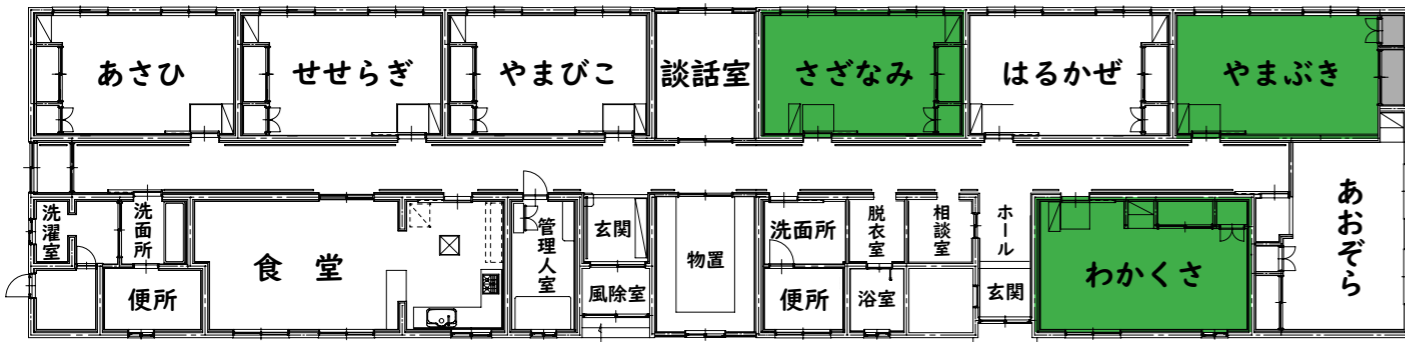 あさひ
せせらぎ
やまびこ
談話室
さざなみ
はるかぜ
やまぶき
洗濯室
洗面所
便所
食堂
管理人室
玄関
風除室
物置
洗面所
便所
脱衣室
浴室
相談室
ホール
玄関
わかくさ
あおぞら